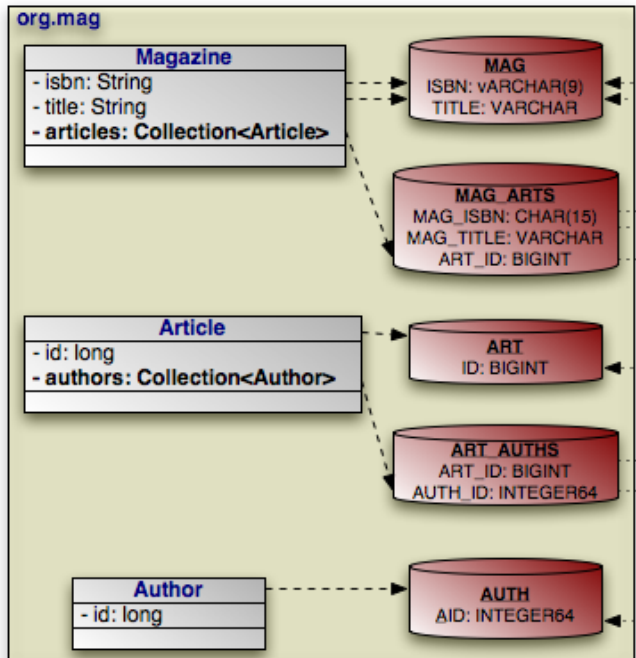 org.mag
Magazine
- isbn: String
- title: String
- articles: Collection<Article>
MAG
ISBN: vARCHAR(9)
TITLE: VARCHAR
MAG_ARTS
MAG_ISBN: CHAR(15)
MAG_TITLE: VARCHAR
ART_ID: BIGINT
Article
- id: long
- authors: Collection<Author>
ART
ID: BIGINT
ART_AUTHS
ART_ID: BIGINT
AUTH_ID: INTEGER64
Author
- id: long
AUTH
AID: INTEGER64